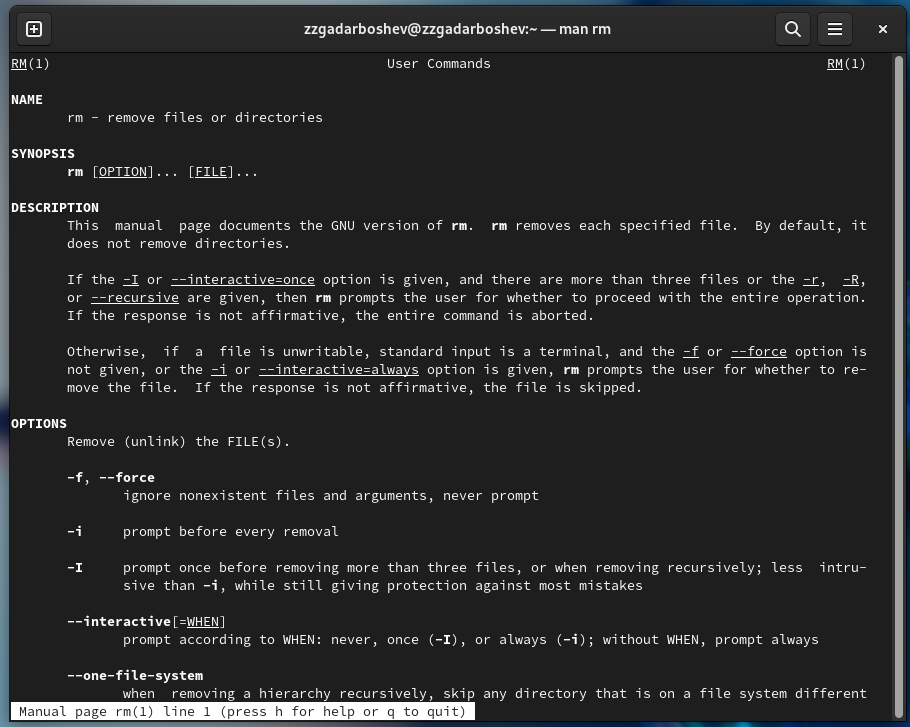 zzgadarboshev@zzgadarboshev:~ — man rm
RM(1) User Commands RM(1)
NAME
rm - remove files or directories
SYNOPSIS
rm [OPTION]... [FILE]...
DESCRIPTION
This manual page documents the GNU version of rm. rm removes each specified file. By default, it
does not remove directories.
If the -I or --interactive=once option is given, and there are more than three files or the -r, -R,
or --recursive are given, then rm prompts the user for whether to proceed with the entire operation.
If the response is not affirmative, the entire command is aborted.
Otherwise, if a file is unwritable, standard input is a terminal, and the -f or --force option is
not given, or the -i or --interactive=always option is given, rm prompts the user for whether to re-
move the file. If the response is not affirmative, the file is skipped.
OPTIONS
Remove (unlink) the FILE(s).
-f, --force
ignore nonexistent files and arguments, never prompt
-i prompt before every removal
-I prompt once before removing more than three files, or when removing recursively; less intru-
sive than -i, while still giving protection against most mistakes
--interactive[=WHEN]
prompt according to WHEN: never, once (-I), or always (-i); without WHEN, prompt always
--one-file-system
when removing a hierarchy recursively, skip any directory that is on a file system different
Manual page rm(1) line 1 (press h for help or q to quit)